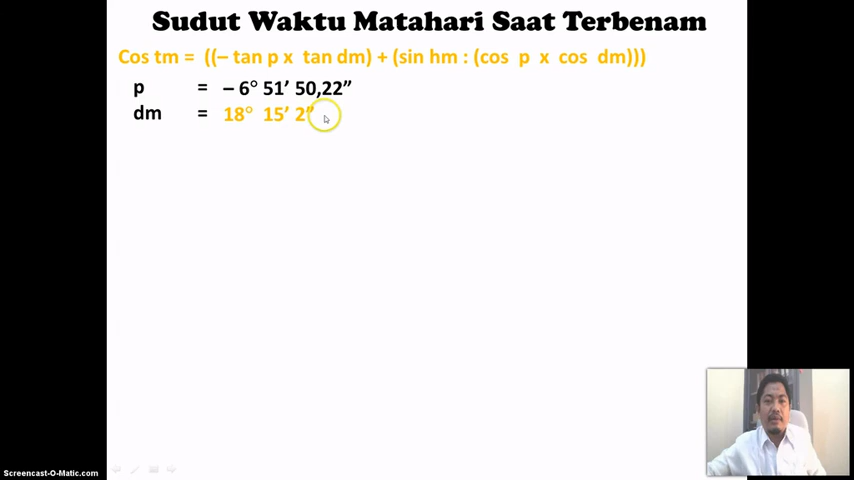 Sudut Waktu Matahari Saat Terbenam
Cos tm = ((– tan p x tan dm) + (sin hm : (cos p x cos dm)))
p = – 6° 51’ 50,22”
dm = 18° 15’ 2”
Screencast-O-Matic.com